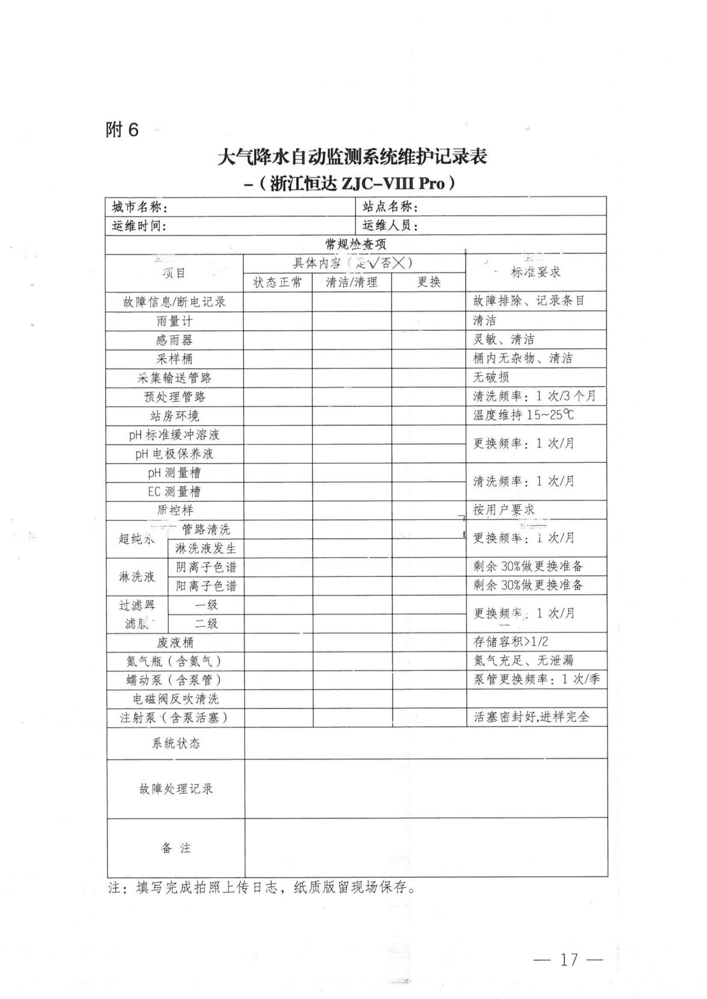 附 6
大气降水自动监测系统维护记录表
–（浙江恒达 ZJC–VIII Pro）
城市名称： 站点名称：
运维时间： 运维人员：
常规检查项
项目 具体内容（是√否╳） 标准要求
状态正常 清洁/清理 更换
故障信息/断电记录 故障排除、记录条目
雨量计 清洁
感雨器 灵敏、清洁
采样桶 桶内无杂物、清洁
采集输送管路 无破损
预处理管路 清洗频率：1 次/3 个月
站房环境 温度维持 15~25℃
pH 标准缓冲溶液 更换频率：1 次/月
pH 电极保养液
pH 测量槽 清洗频率：1 次/月
EC 测量槽
质控样 按用户要求
超纯水 管路清洗 更换频率：1 次/月
淋洗液发生
淋洗液 阴离子色谱 剩余 30%做更换准备
阳离子色谱 剩余 30%做更换准备
过滤器 一级 更换频率：1 次/月
滤膜 二级
废液桶 存储容积>1/2
氮气瓶（含氮气） 氮气充足、无泄漏
蠕动泵（含泵管） 泵管更换频率：1 次/季
电磁阀反吹清洗
注射泵（含泵活塞） 活塞密封好,进样完全
系统状态
故障处理记录
备 注
注：填写完成拍照上传日志，纸质版留现场保存。
— 17 —